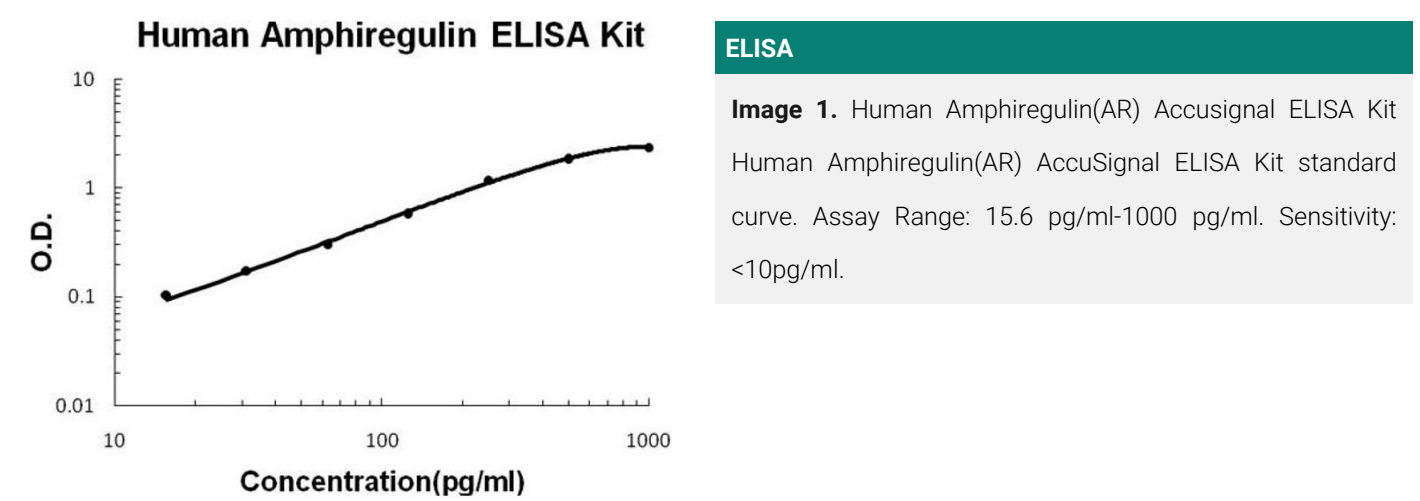 Human Amphiregulin ELISA Kit
10
1
0.1
0.01
O.D.
10 100 1000
Concentration(pg/ml)
ELISA
Image 1. Human Amphiregulin(AR) Accusignal ELISA Kit
Human Amphiregulin(AR) AccuSignal ELISA Kit standard
curve. Assay Range: 15.6 pg/ml-1000 pg/ml. Sensitivity:
<10pg/ml.